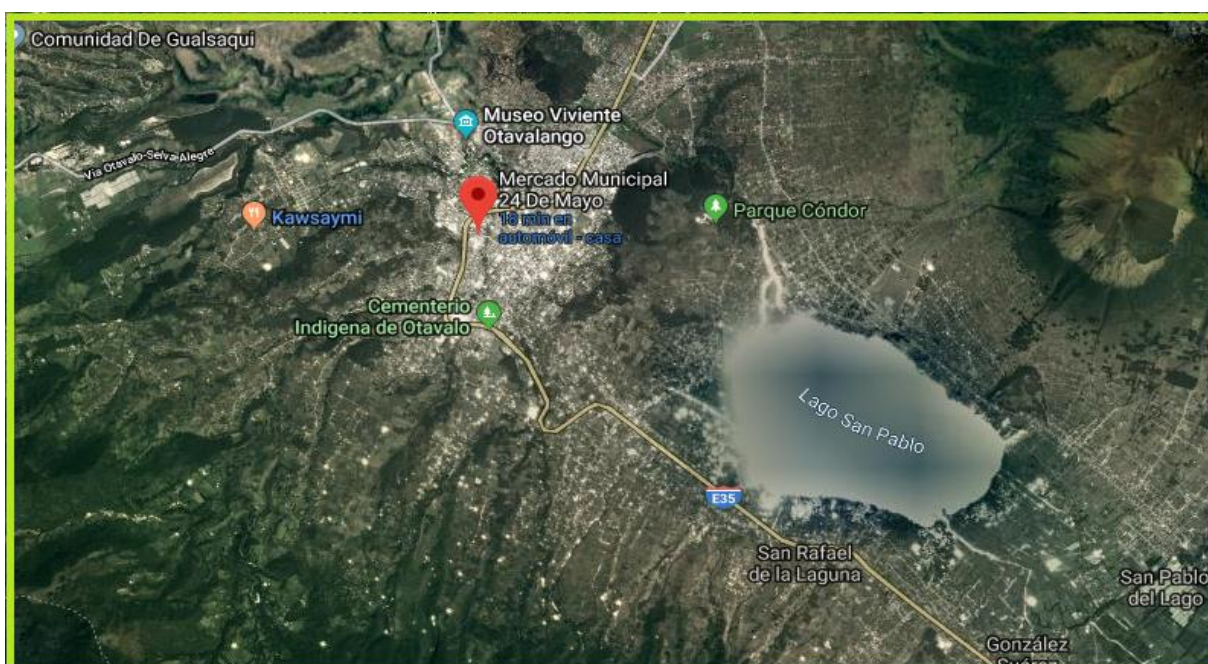 Comunidad De Gualsaqui
Museo Viviente
Otavalango
Vía Otavalo-Selva Alegre
Mercado Municipal
24 De Mayo
18 min en
automóvil - casa
Kawsaymi
Parque Cóndor
Cementerio
Indigena de Otavalo
Lago San Pablo
E35
San Rafael
de la Laguna
San Pablo
del Lago
González
Suárez